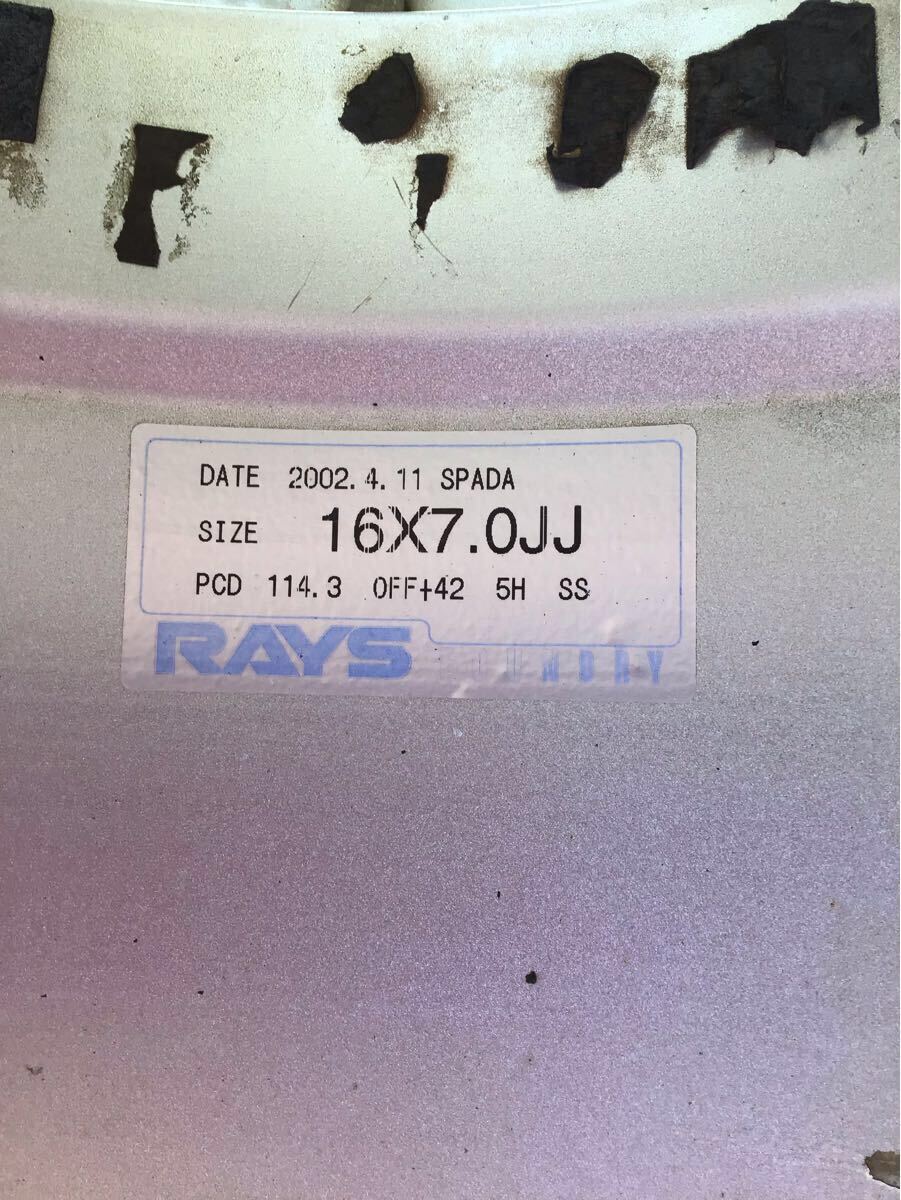 DATE 2002.4.11 SPADA
SIZE 16X7.0JJ
PCD 114.3 OFF+42 5H SS
RAYS